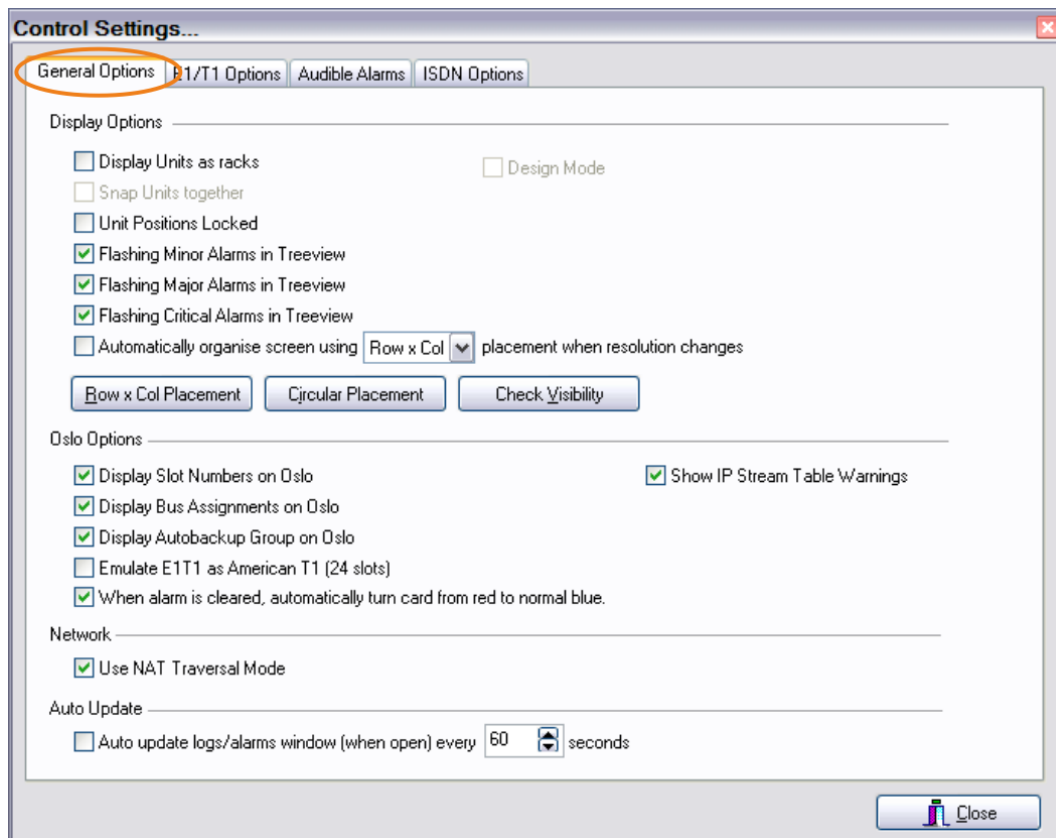 Control Settings...
General Options E1/T1 Options Audible Alarms ISDN Options
Display Options
Display Units as racks Design Mode
Snap Units together
Unit Positions Locked
Flashing Minor Alarms in Treeview
Flashing Major Alarms in Treeview
Flashing Critical Alarms in Treeview
Automatically organise screen using Row x Col placement when resolution changes
Row x Col Placement Circular Placement Check Visibility
Oslo Options
Display Slot Numbers on Oslo Show IP Stream Table Warnings
Display Bus Assignments on Oslo
Display Autobackup Group on Oslo
Emulate E1T1 as American T1 (24 slots)
When alarm is cleared, automatically turn card from red to normal blue.
Network
Use NAT Traversal Mode
Auto Update
Auto update logs/alarms window (when open) every 60 seconds
Close